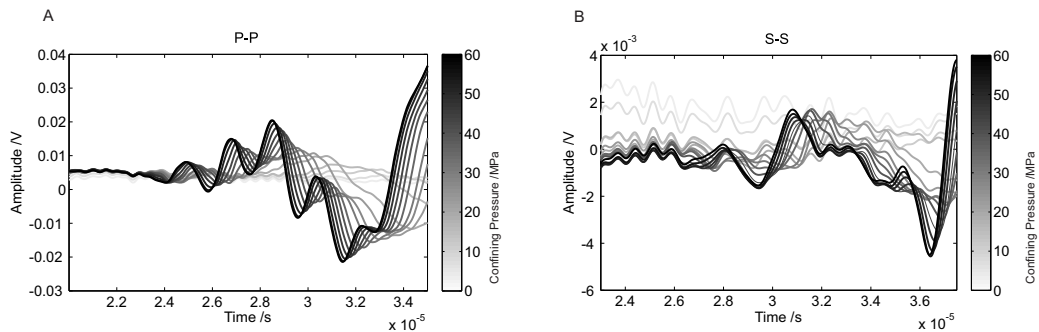 A
P-P
0.04
0.03
0.02
0.01
0
-0.01
-0.02
-0.03
Amplitude /V
2.2 2.4 2.6 2.8 3 3.2 3.4
Time /s
x 10⁻⁵
60
50
40
30
20
10
0
Confining Pressure /MPa
B
S-S
x 10⁻³
4
2
0
-2
-4
-6
Amplitude /V
2.4 2.6 2.8 3 3.2 3.4 3.6
Time /s
x 10⁻⁵
60
50
40
30
20
10
0
Confining Pressure /MPa